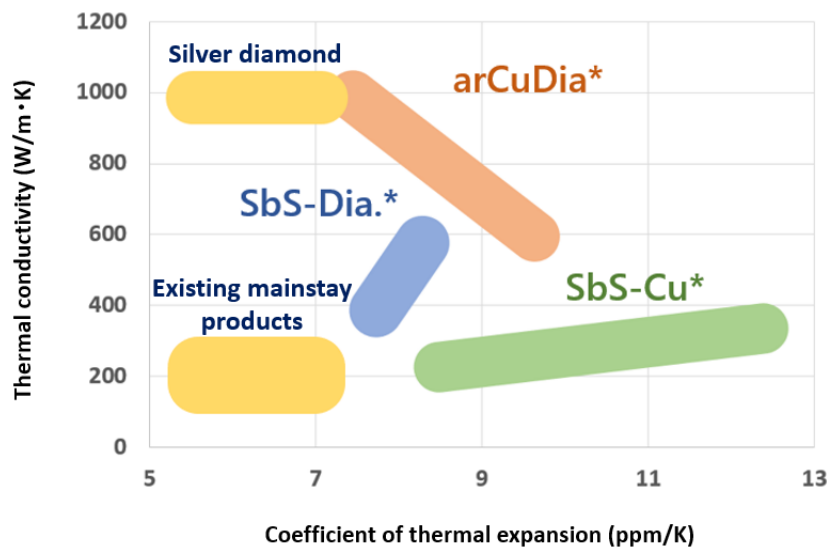 1200
1000
800
600
400
200
0
Thermal conductivity (W/m・K)
Silver diamond
arCuDia*
SbS-Dia.*
Existing mainstay
products
SbS-Cu*
5 7 9 11 13
Coefficient of thermal expansion (ppm/K)